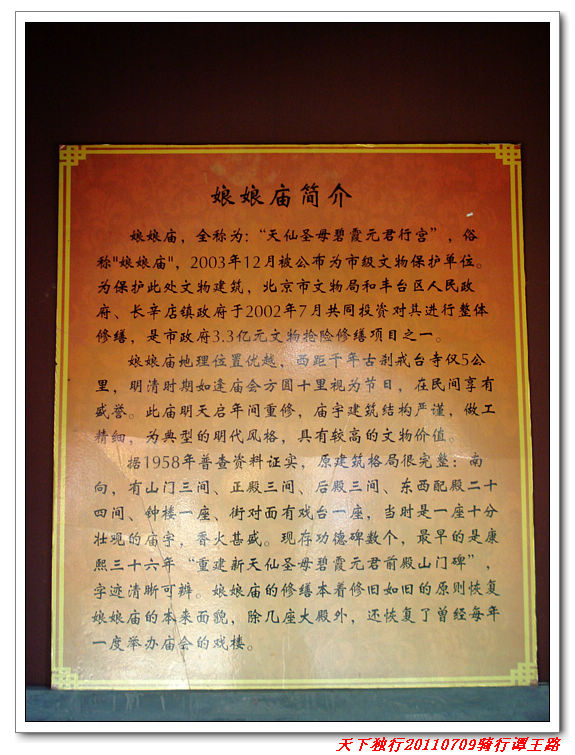 娘娘庙简介
娘娘庙，全称为：“天仙圣母碧霞元君行宫”，俗
称"娘娘庙"，2003年12月被公布为市级文物保护单位。
为保护此处文物建筑，北京市文物局和丰台区人民政
府、长辛店镇政府于2002年7月共同投资对其进行整体
修缮，是市政府3.3亿元文物抢险修缮项目之一。
娘娘庙地理位置优越，西距千年古刹戒台寺仅5公
里，明清时期如逢庙会方圆十里视为节日，在民间享有
盛誉。此庙明天启年间重修，庙宇建筑结构严谨，做工
精细，为典型的明代风格，具有较高的文物价值。
据1958年普查资料证实，原建筑格局很完整：南
向，有山门三间、正殿三间、后殿三间、东西配殿二十
四间、钟楼一座、街对面有戏台一座，当时是一座十分
壮观的庙宇，香火甚盛。现存功德碑数个，最早的是康
熙三十六年“重建新天仙圣母碧霞元君前殿山门碑”，
字迹清晰可辨。娘娘庙的修缮本着修旧如旧的原则恢复
娘娘庙的本来面貌，除几座大殿外，还恢复了曾经每年
一度举办庙会的戏楼。
天下独行20110709骑行谭王路